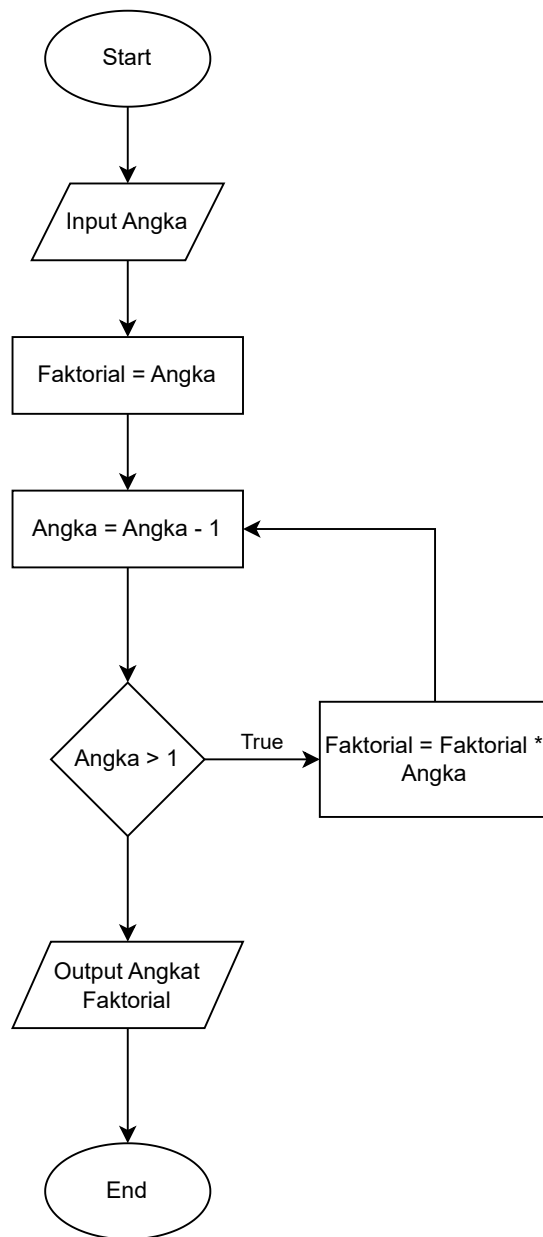 Start
Input Angka
Faktorial = Angka
Angka = Angka - 1
Angka > 1
True
Faktorial = Faktorial *
Angka
Output Angkat
Faktorial
End